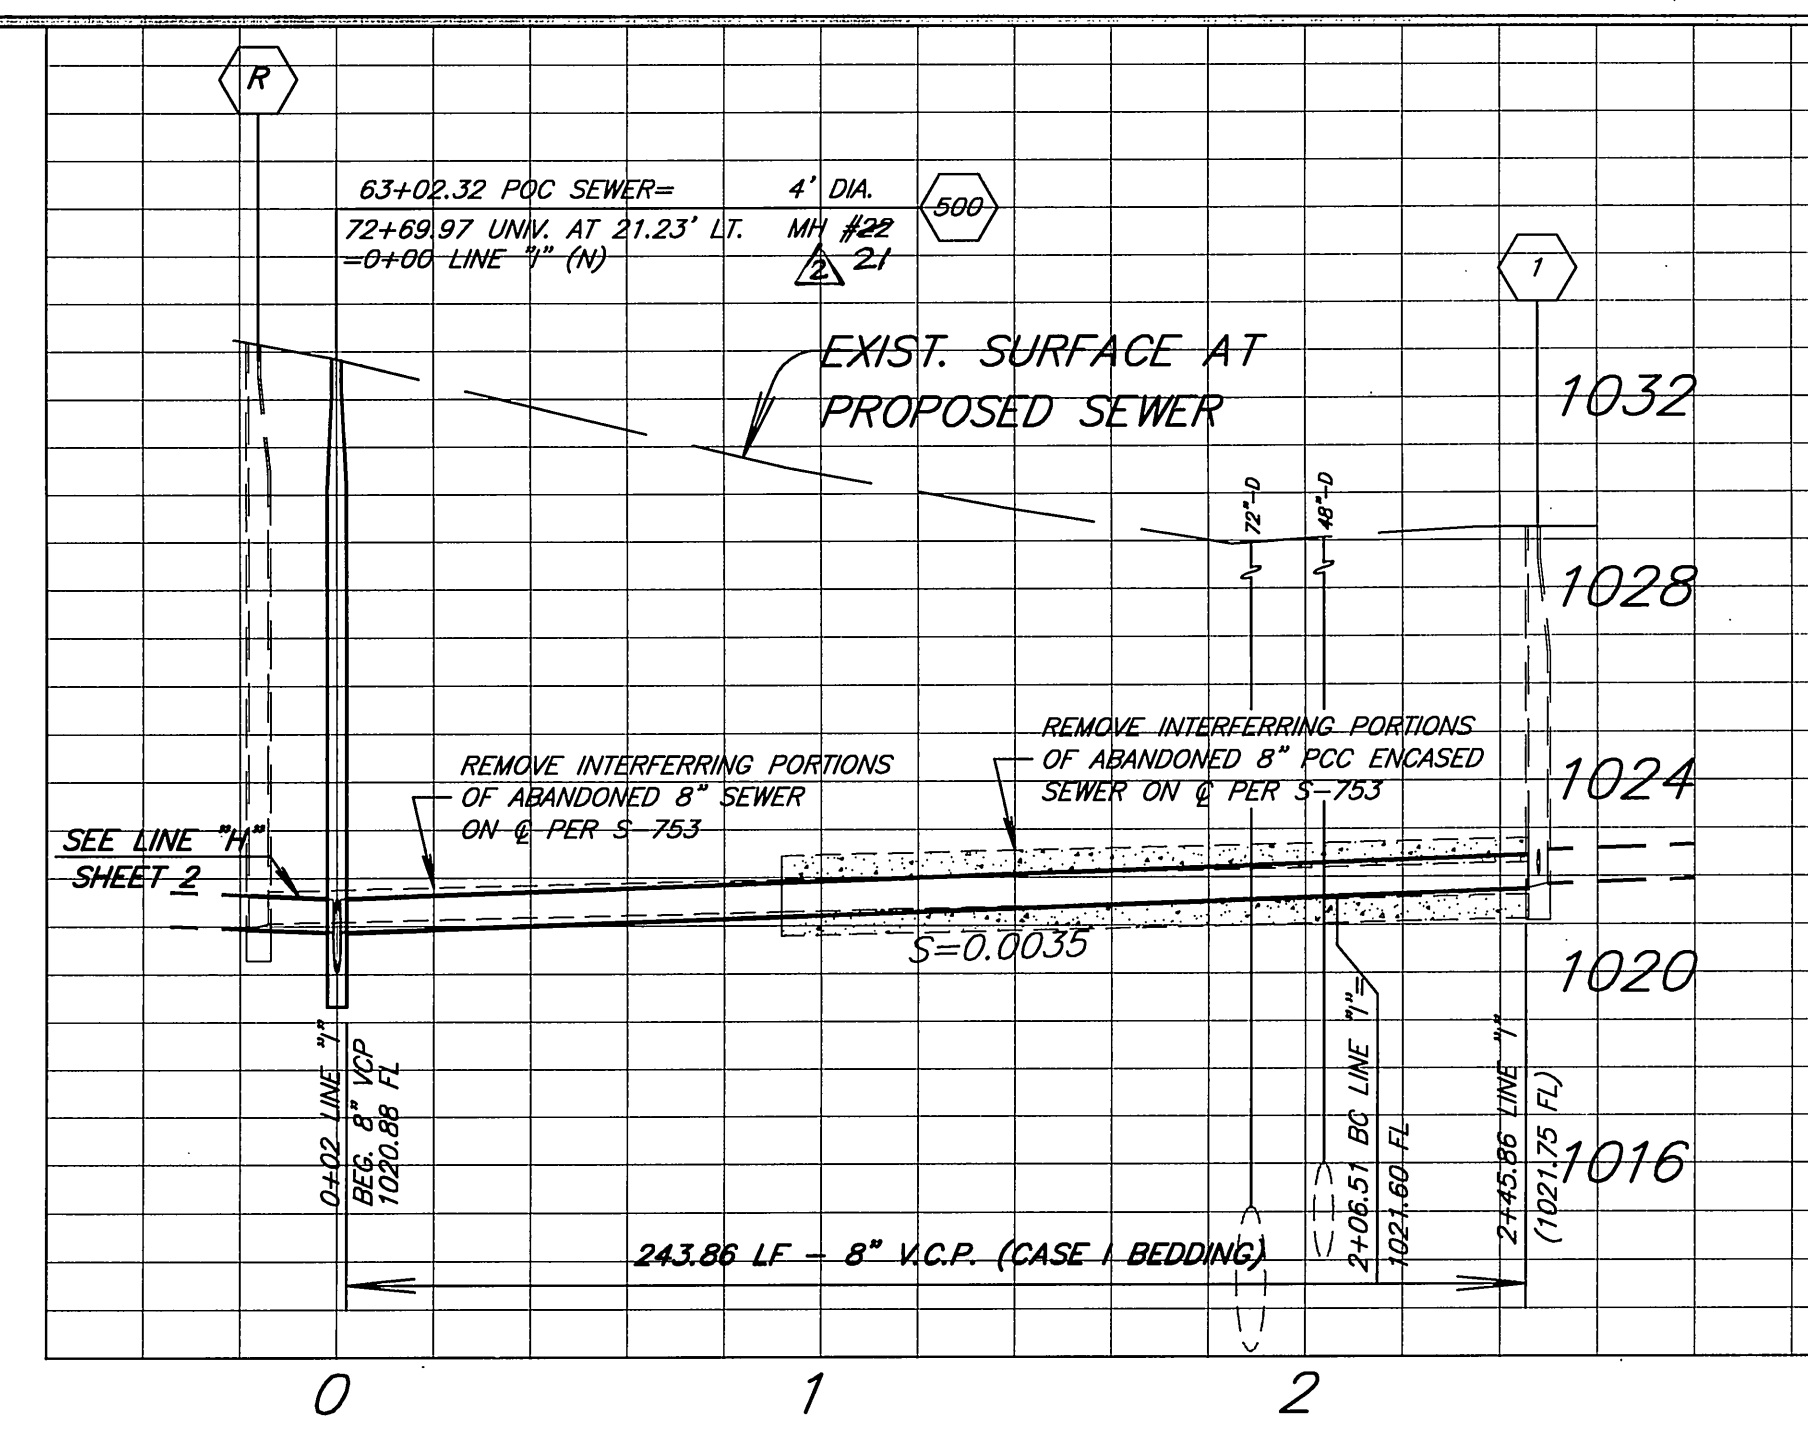 R
63+02.32 POC SEWER=
4' DIA.
500
72+69.97 UNIV. AT 21.23' LT.
MH #22
=0+00 LINE "I" (N)
2
21
1
EXIST. SURFACE AT
PROPOSED SEWER
1032
72"-D
48"-D
1028
REMOVE INTERFERRING PORTIONS
OF ABANDONED 8" PCC ENCASED
SEWER ON ℄ PER S-753
1024
REMOVE INTERFERRING PORTIONS
OF ABANDONED 8" SEWER
ON ℄ PER S-753
SEE LINE "H"
SHEET 2
S=0.0035
1020
0+02 LINE "I"
BEG. 8" VCP
1020.88 FL
2+06.51 BC LINE "I"=
1021.60 FL
2+45.86 LINE "I"
(1021.75 FL)
1016
243.86 LF - 8" V.C.P. (CASE I BEDDING)
0
1
2